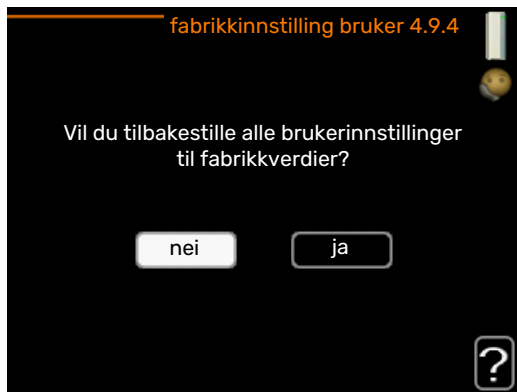 fabrikkinnstilling bruker 4.9.4
Vil du tilbakestille alle brukerinnstillinger
til fabrikkverdier?
nei
ja
?